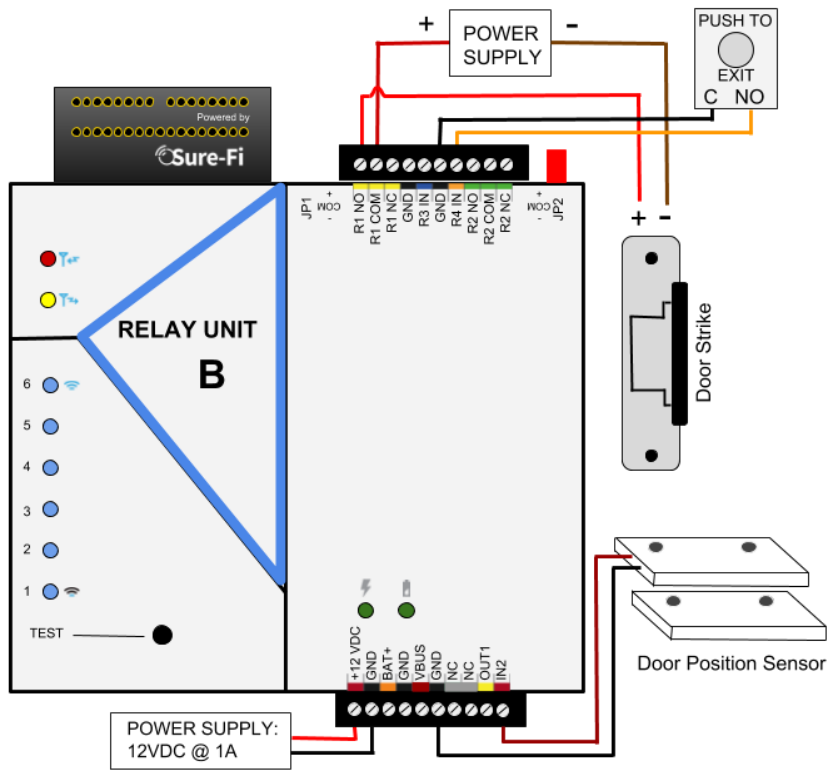 +
POWER
SUPPLY
-
PUSH TO
EXIT
C NO
Powered by
Sure-Fi
JP1
+
COM
-
R1 NO
R1 COM
R1 NC
GND
R3 IN
GND
R4 IN
R2 NO
R2 COM
R2 NC
+
COM
-
JP2
+ -
RELAY UNIT
B
Door Strike
6
5
4
3
2
1
TEST
+12 VDC
GND
BAT+
GND
VBUS
GND
NC
NC
OUT1
IN2
Door Position Sensor
POWER SUPPLY:
12VDC @ 1A